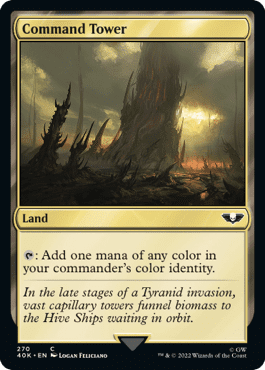 Command Tower
Land
: Add one mana of any color in
your commander's color identity.
In the late stages of a Tyranid invasion,
vast capillary towers funnel biomass to
the Hive Ships waiting in orbit.
270 C
40K • EN LOGAN FELICIANO
© GW
™ & © 2022 Wizards of the Coast